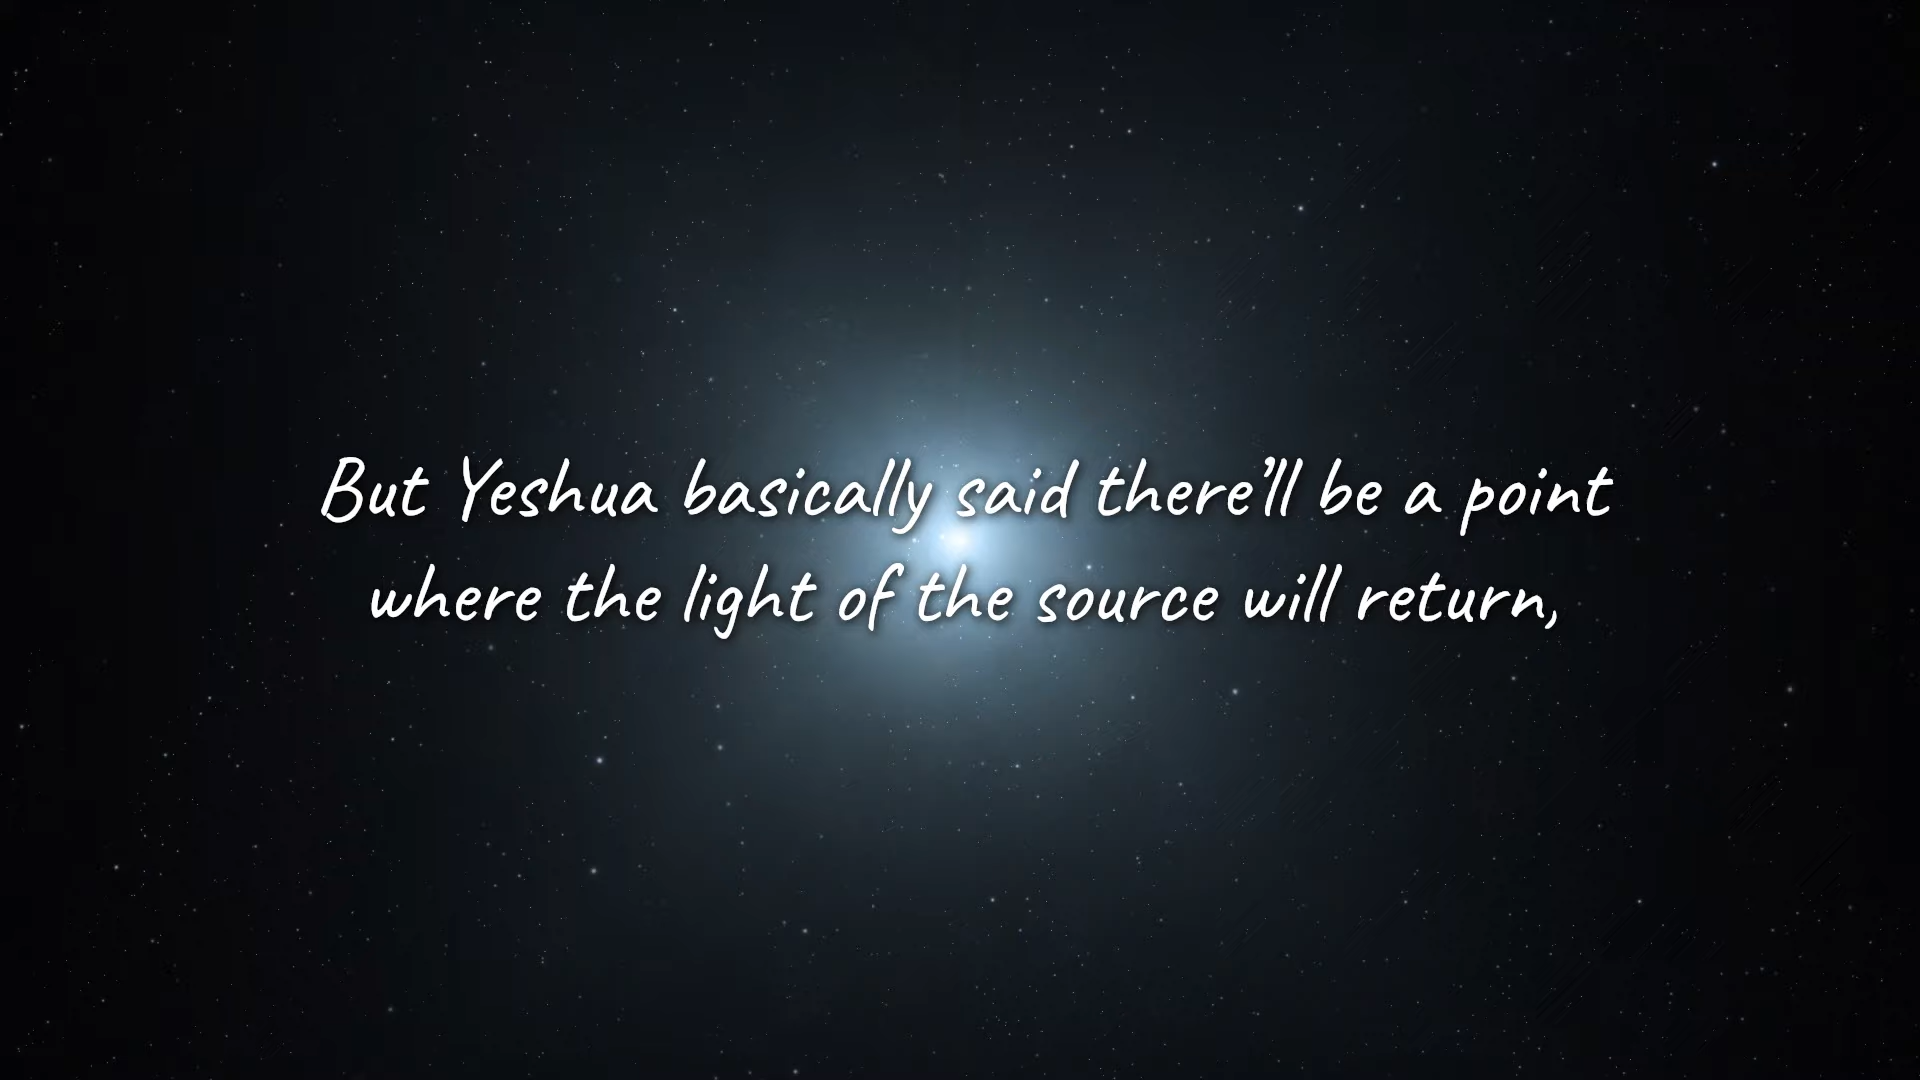 But Yeshua basically said there’ll be a point
where the light of the source will return,